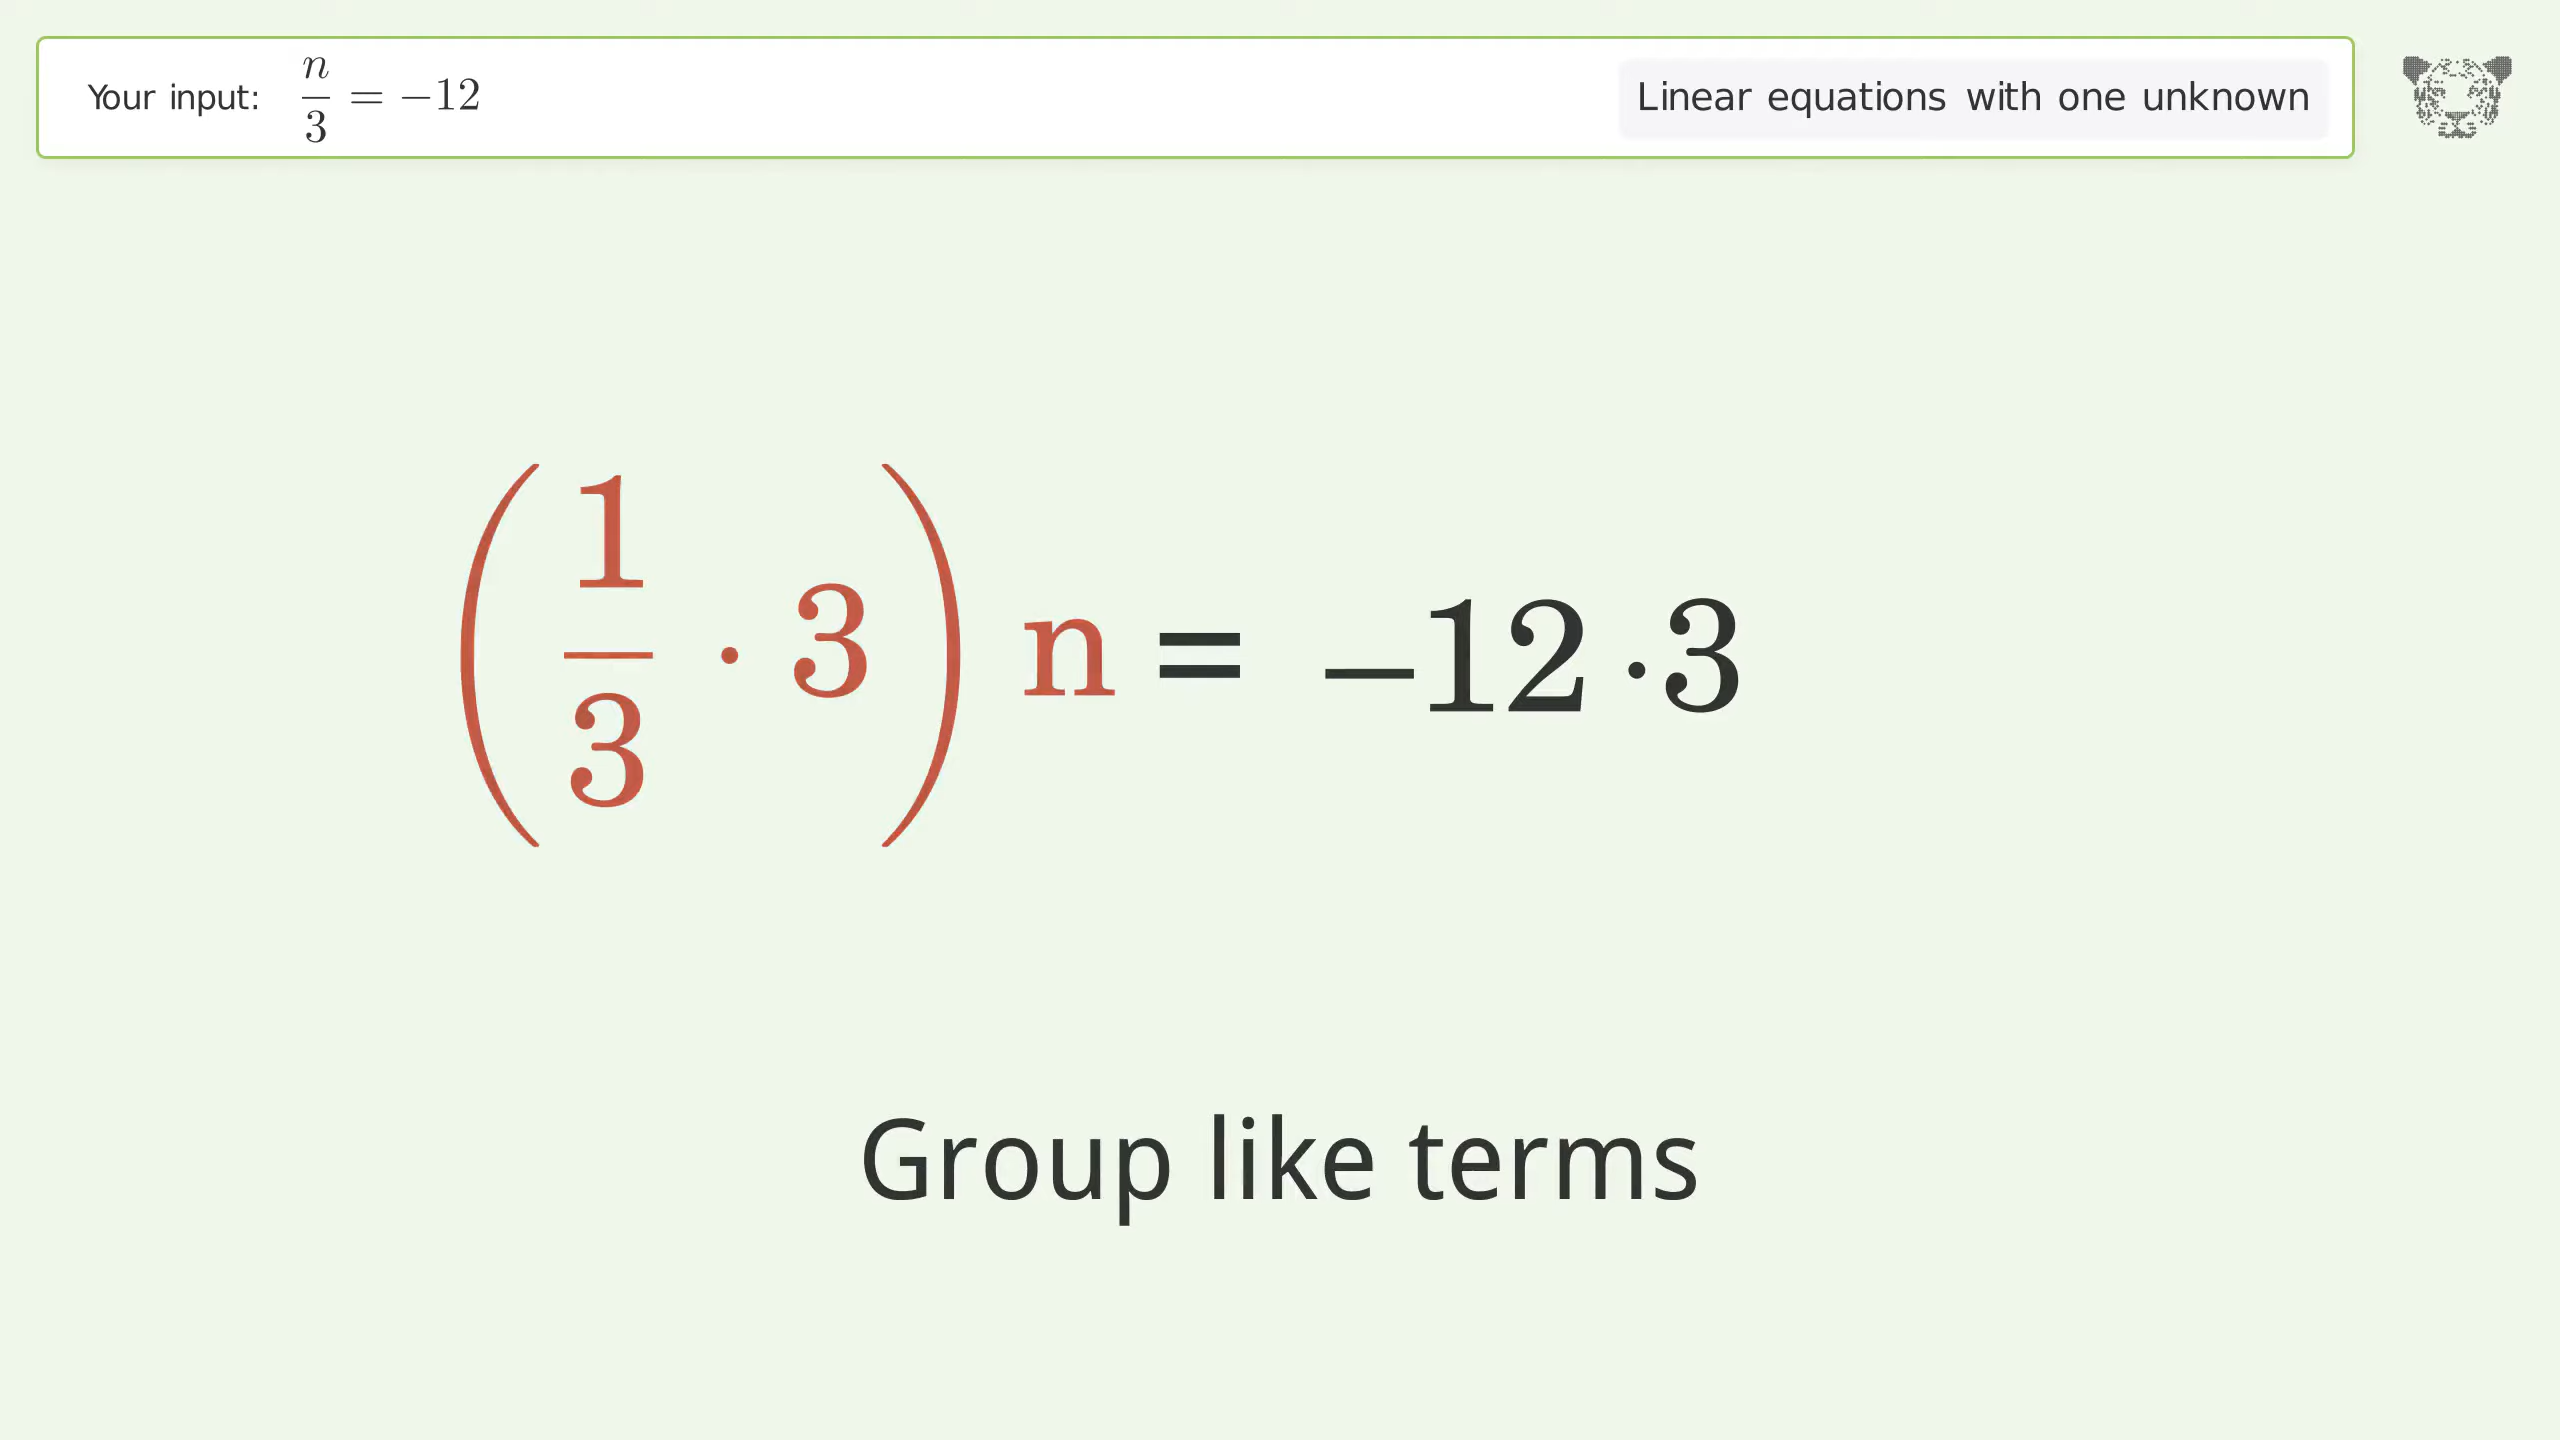 Your input: n/3 = −12
Linear equations with one unknown
(1/3 · 3) n = −12 · 3
Group like terms